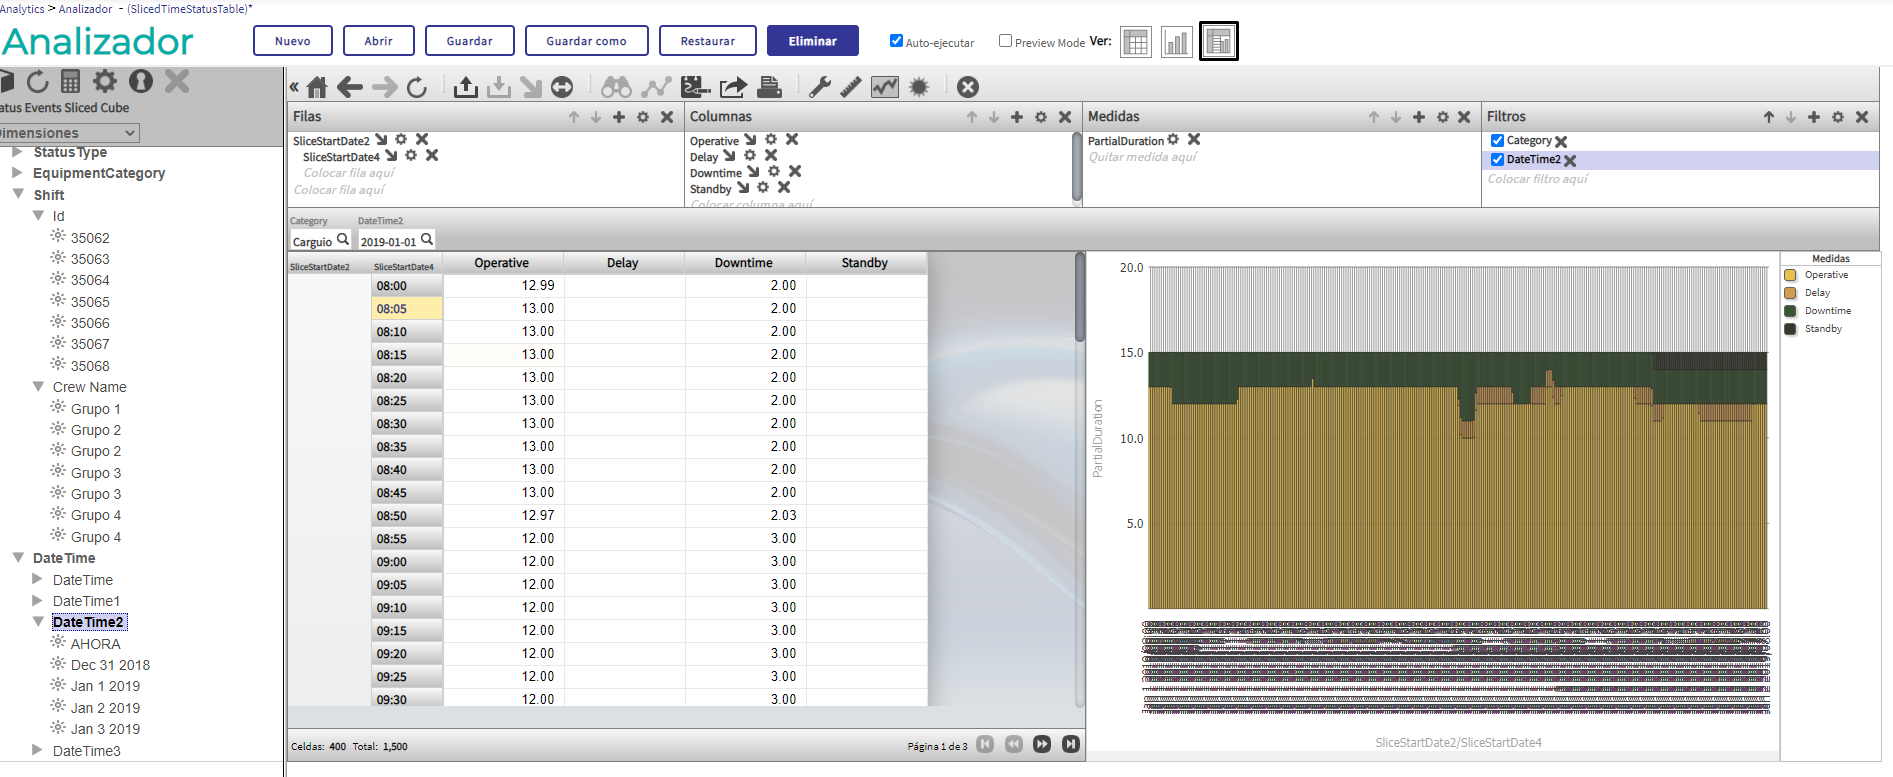 Analytics > Analizador - (SlicedTimeStatusTable)*
Analizador
Nuevo
Abrir
Guardar
Guardar como
Restaurar
Eliminar
Auto-ejecutar
Preview Mode
Ver:
atus Events Sliced Cube
Dimensiones
StatusType
EquipmentCategory
Shift
Id
35062
35063
35064
35065
35066
35067
35068
Crew Name
Grupo 1
Grupo 2
Grupo 2
Grupo 3
Grupo 3
Grupo 4
Grupo 4
DateTime
DateTime
DateTime1
DateTime2
AHORA
Dec 31 2018
Jan 1 2019
Jan 2 2019
Jan 3 2019
DateTime3
Filas
SliceStartDate2
SliceStartDate4
Colocar fila aquí
Colocar fila aquí
Columnas
Operative
Delay
Downtime
Standby
Colocar columna aquí
Medidas
PartialDuration
Quitar medida aquí
Filtros
Category
DateTime2
Colocar filtro aquí
Category DateTime2
Carguio 2019-01-01
SliceStartDate2 SliceStartDate4 Operative Delay Downtime Standby
08:00 12.99 2.00
08:05 13.00 2.00
08:10 13.00 2.00
08:15 13.00 2.00
08:20 13.00 2.00
08:25 13.00 2.00
08:30 13.00 2.00
08:35 13.00 2.00
08:40 13.00 2.00
08:45 13.00 2.00
08:50 12.97 2.03
08:55 12.00 3.00
09:00 12.00 3.00
09:05 12.00 3.00
09:10 12.00 3.00
09:15 12.00 3.00
09:20 12.00 3.00
09:25 12.00 3.00
09:30 12.00 3.00
Celdas: 400 Total: 1,500
Página 1 de 3
20.0
15.0
10.0
5.0
PartialDuration
SliceStartDate2/SliceStartDate4
Medidas
Operative
Delay
Downtime
Standby